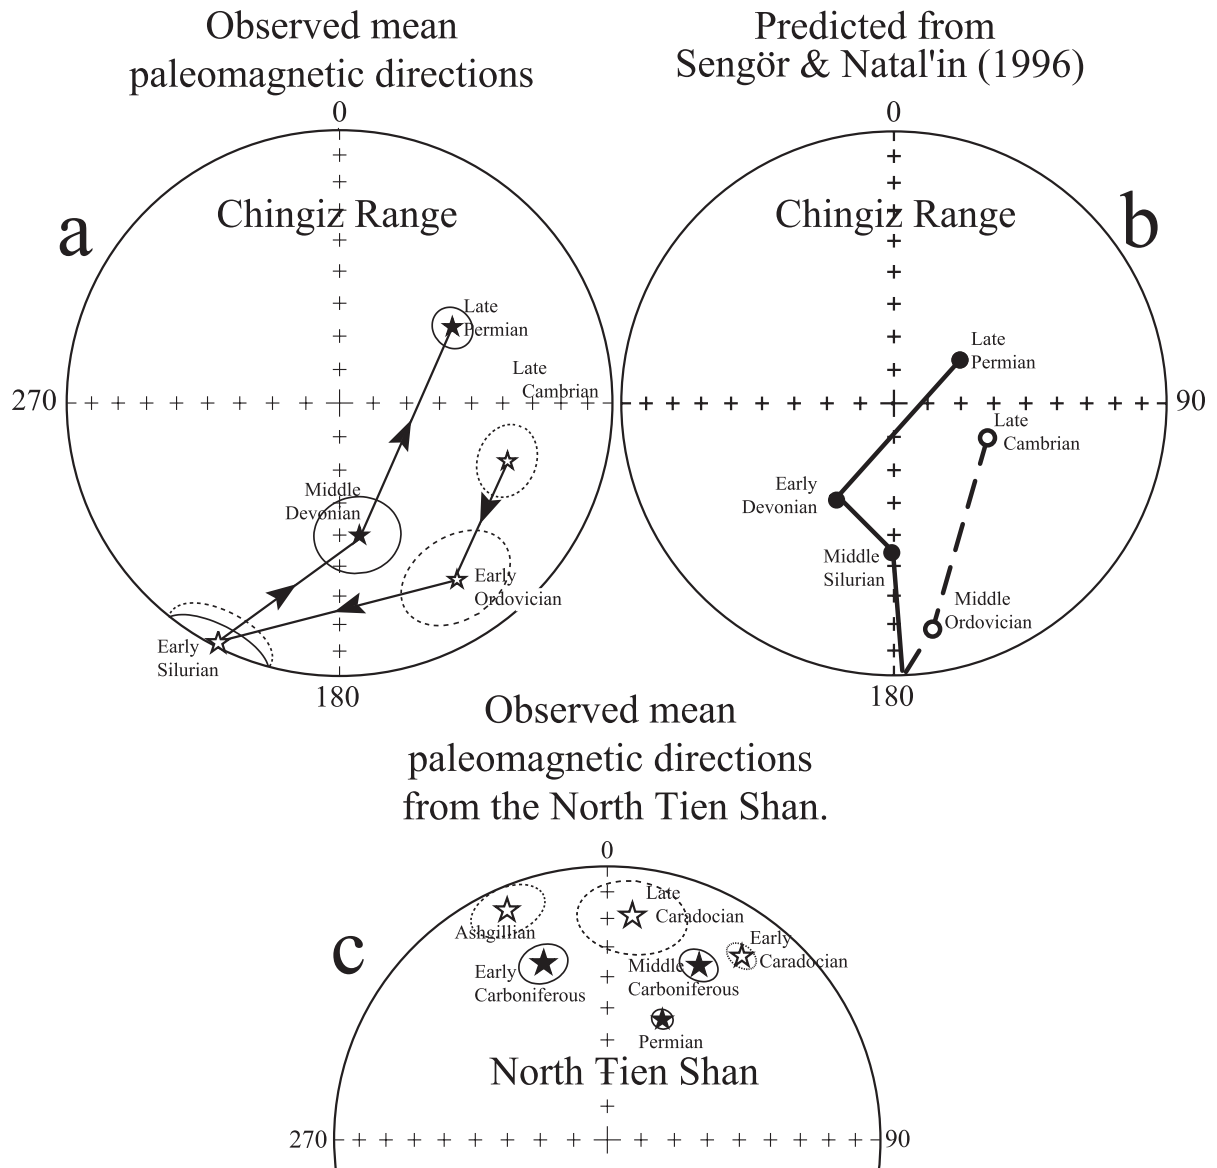 Observed mean
paleomagnetic directions
Predicted from
Sengör & Natal'in (1996)
0
Chingiz Range
a
Late
Permian
Late
Cambrian
270
Middle
Devonian
Early
Ordovician
Early
Silurian
180
0
Chingiz Range
b
Late
Permian
90
Late
Cambrian
Early
Devonian
Middle
Silurian
Middle
Ordovician
180
Observed mean
paleomagnetic directions
from the North Tien Shan.
0
c
Late
Caradocian
Ashgillian
Early
Caradocian
Early
Carboniferous
Middle
Carboniferous
Permian
North Tien Shan
270
90